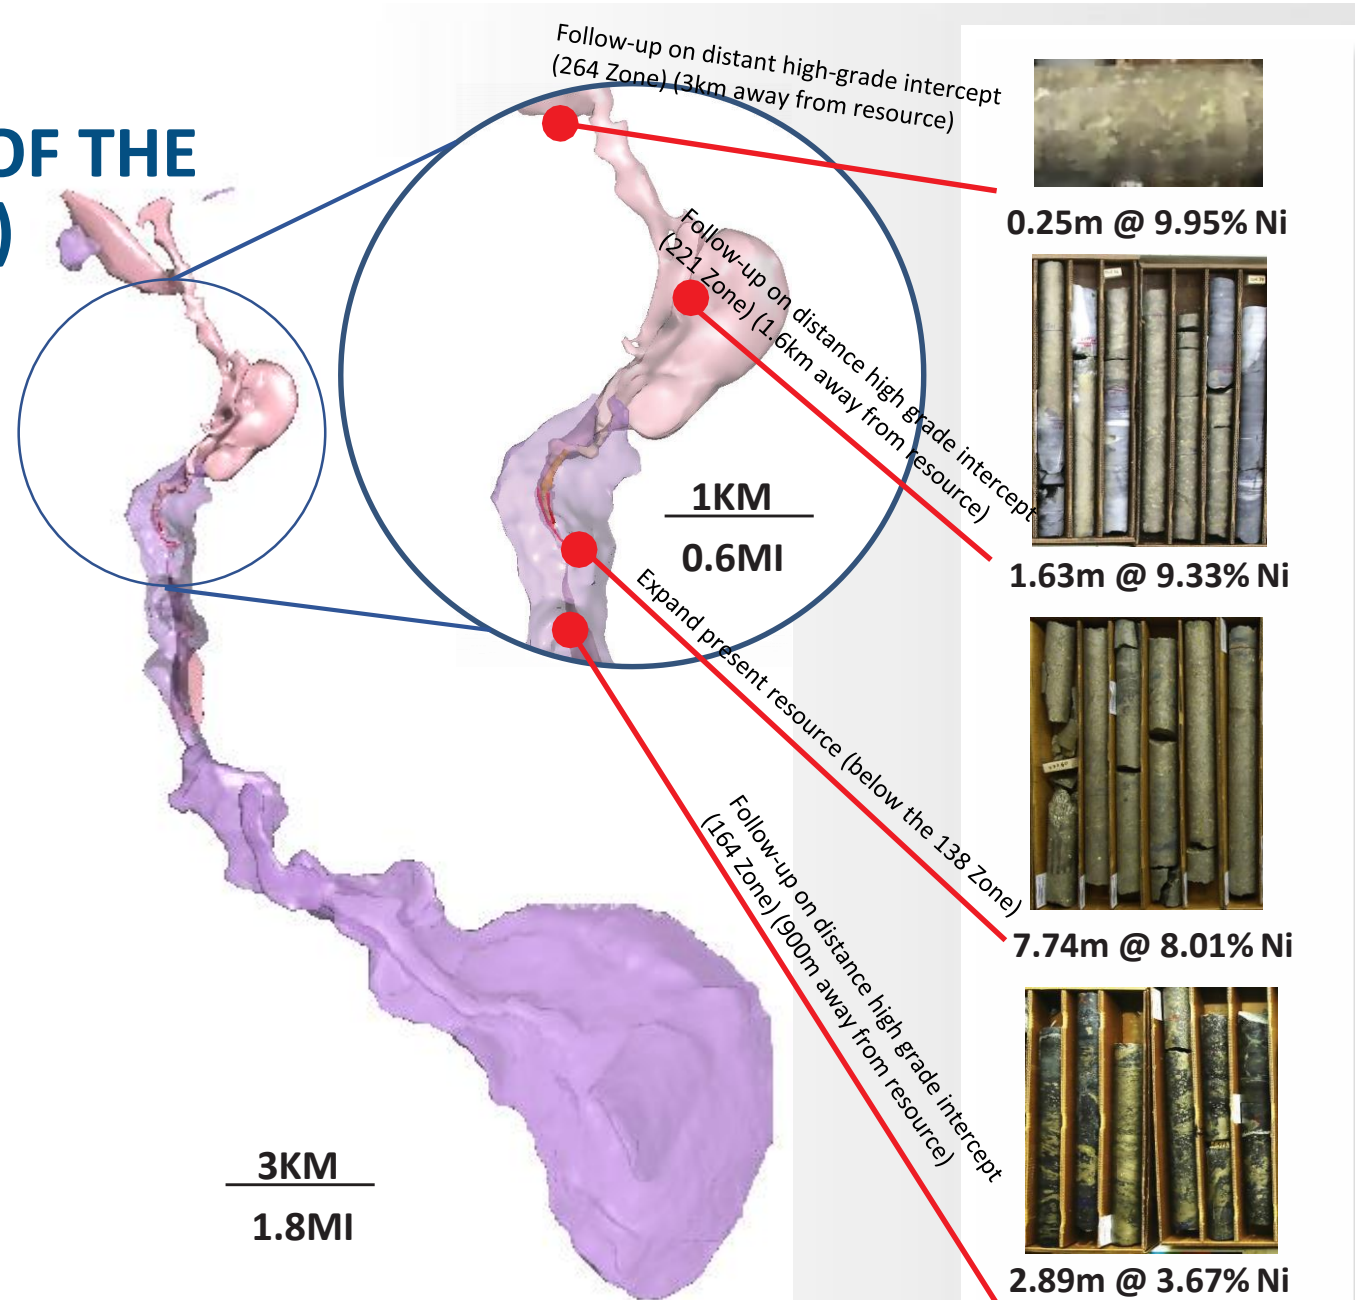 OF THE
)
Follow-up on distant high-grade intercept
(264 Zone) (3km away from resource)
0.25m @ 9.95% Ni
Follow-up on distance high grade intercept
(221 Zone) (1.6km away from resource)
1.63m @ 9.33% Ni
1KM
0.6MI
Expand present resource (below the 138 Zone)
7.74m @ 8.01% Ni
Follow-up on distance high grade intercept
(164 Zone) (900m away from resource)
2.89m @ 3.67% Ni
3KM
1.8MI